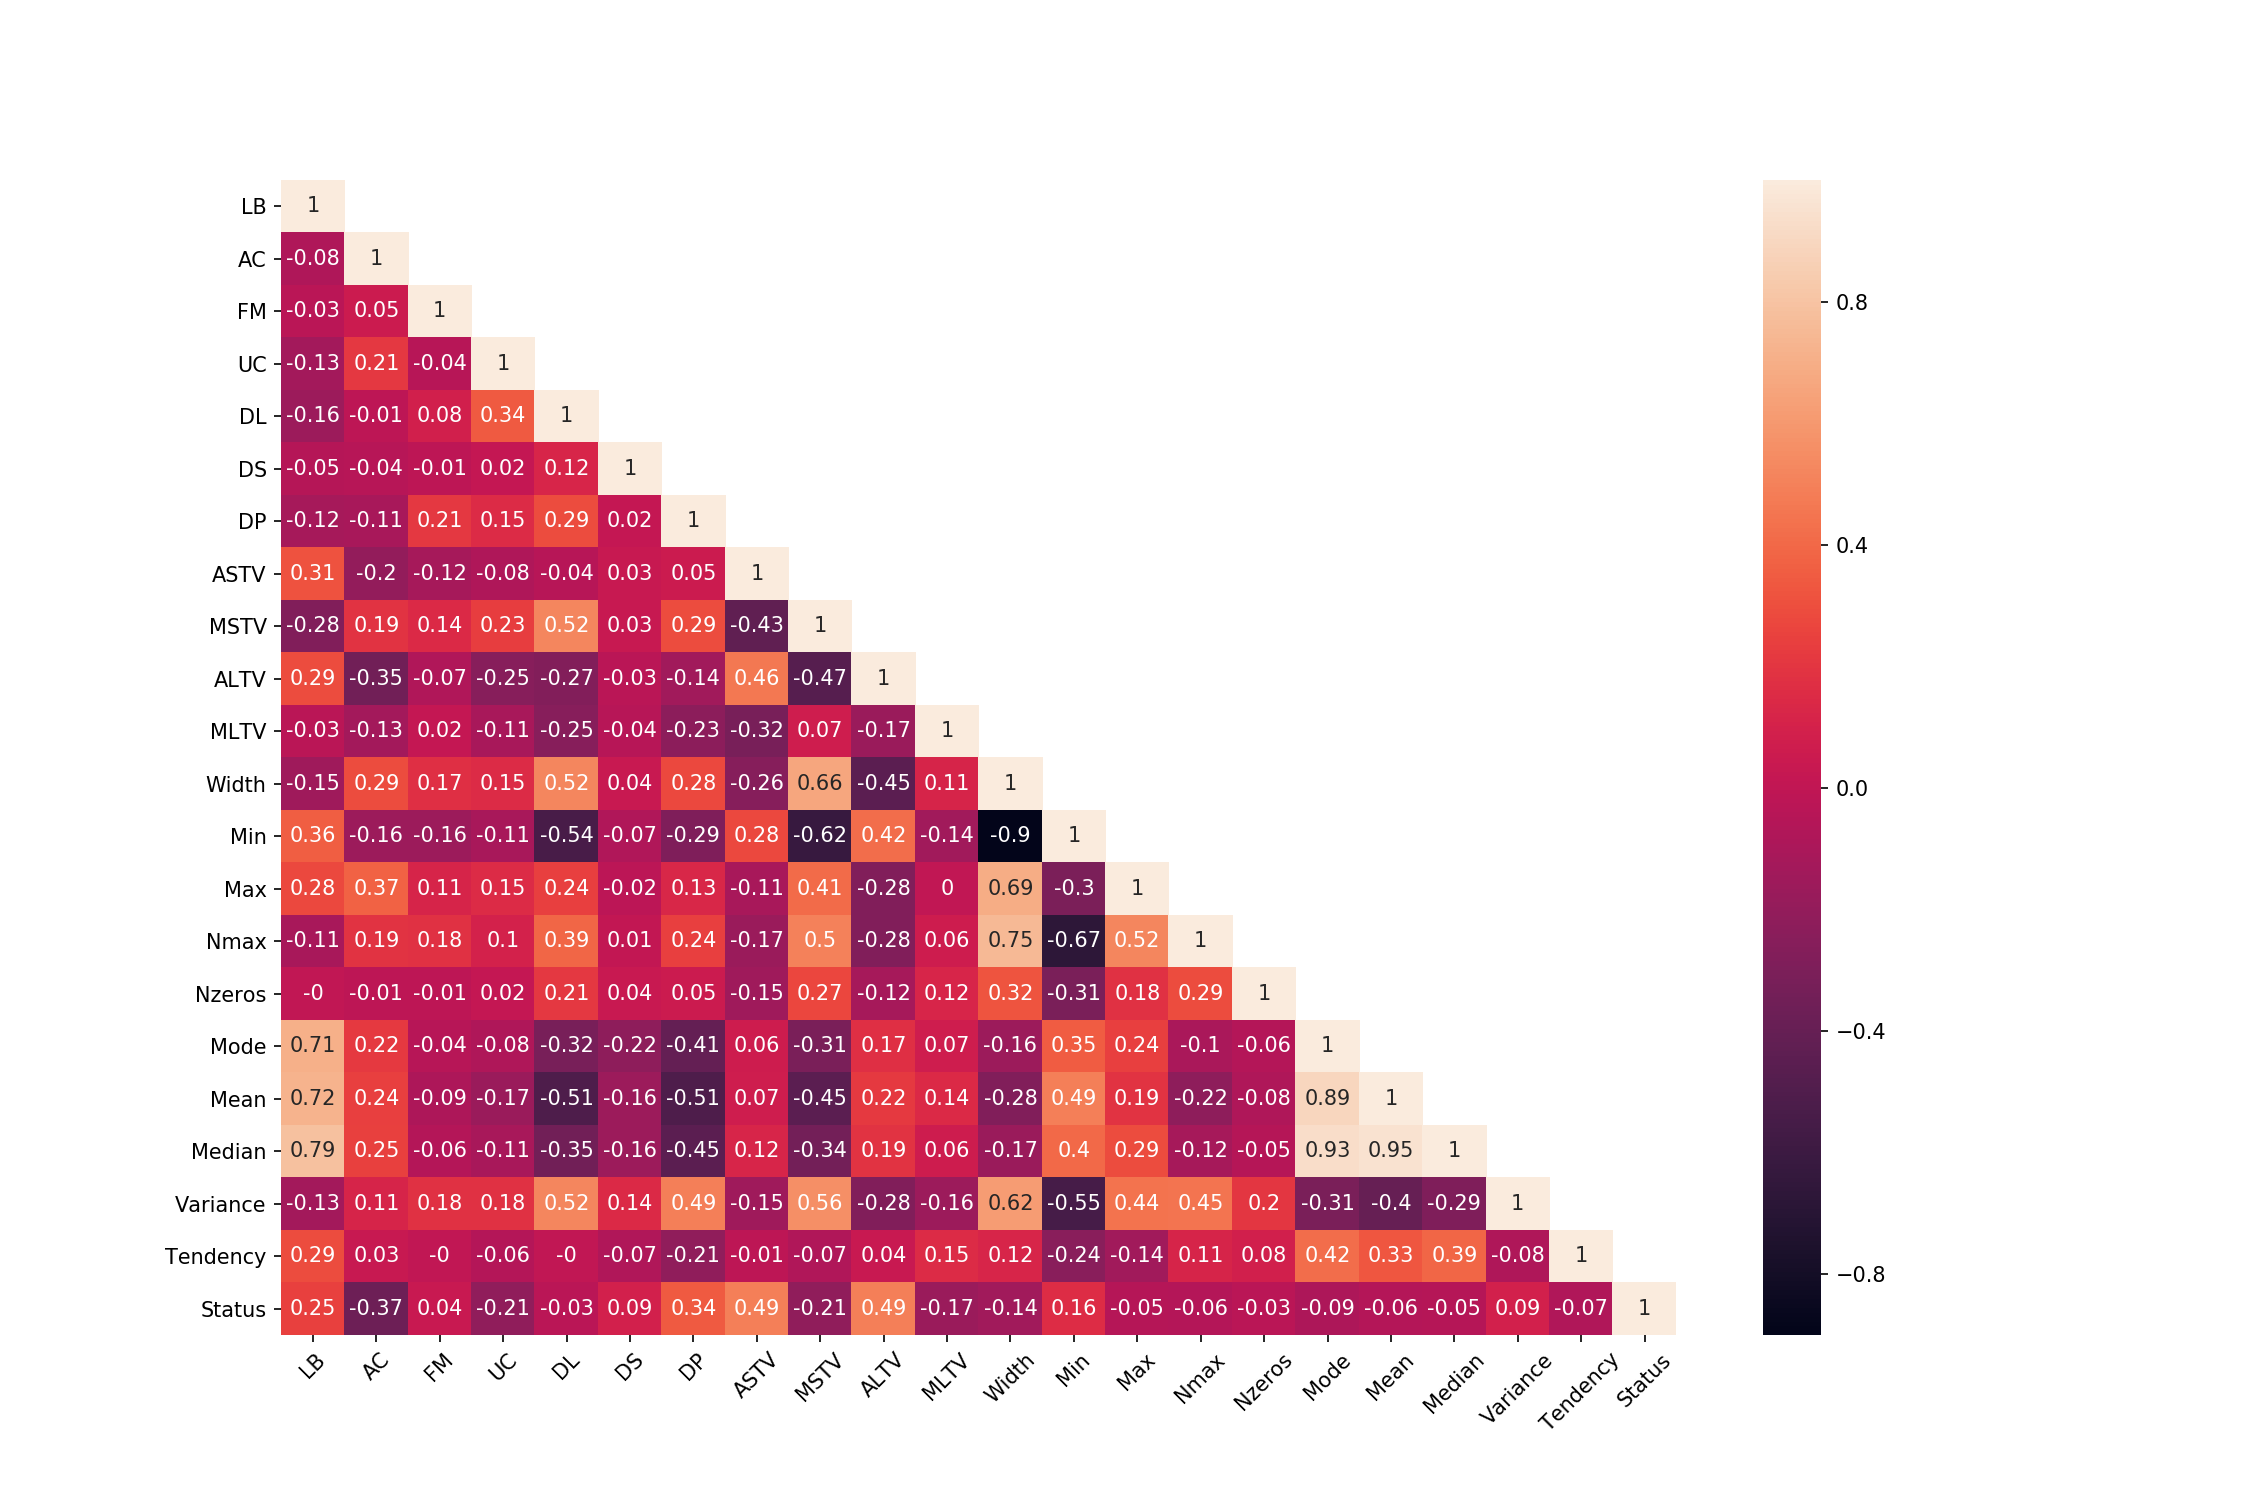 LB 1
AC -0.08 1
FM -0.03 0.05 1
0.8
UC -0.13 0.21 -0.04 1
DL -0.16 -0.01 0.08 0.34 1
DS -0.05 -0.04 -0.01 0.02 0.12 1
DP -0.12 -0.11 0.21 0.15 0.29 0.02 1
0.4
ASTV 0.31 -0.2 -0.12 -0.08 -0.04 0.03 0.05 1
MSTV -0.28 0.19 0.14 0.23 0.52 0.03 0.29 -0.43 1
ALTV 0.29 -0.35 -0.07 -0.25 -0.27 -0.03 -0.14 0.46 -0.47 1
MLTV -0.03 -0.13 0.02 -0.11 -0.25 -0.04 -0.23 -0.32 0.07 -0.17 1
Width -0.15 0.29 0.17 0.15 0.52 0.04 0.28 -0.26 0.66 -0.45 0.11 1
0.0
Min 0.36 -0.16 -0.16 -0.11 -0.54 -0.07 -0.29 0.28 -0.62 0.42 -0.14 -0.9 1
Max 0.28 0.37 0.11 0.15 0.24 -0.02 0.13 -0.11 0.41 -0.28 0 0.69 -0.3 1
Nmax -0.11 0.19 0.18 0.1 0.39 0.01 0.24 -0.17 0.5 -0.28 0.06 0.75 -0.67 0.52 1
Nzeros -0 -0.01 -0.01 0.02 0.21 0.04 0.05 -0.15 0.27 -0.12 0.12 0.32 -0.31 0.18 0.29 1
−0.4
Mode 0.71 0.22 -0.04 -0.08 -0.32 -0.22 -0.41 0.06 -0.31 0.17 0.07 -0.16 0.35 0.24 -0.1 -0.06 1
Mean 0.72 0.24 -0.09 -0.17 -0.51 -0.16 -0.51 0.07 -0.45 0.22 0.14 -0.28 0.49 0.19 -0.22 -0.08 0.89 1
Median 0.79 0.25 -0.06 -0.11 -0.35 -0.16 -0.45 0.12 -0.34 0.19 0.06 -0.17 0.4 0.29 -0.12 -0.05 0.93 0.95 1
Variance -0.13 0.11 0.18 0.18 0.52 0.14 0.49 -0.15 0.56 -0.28 -0.16 0.62 -0.55 0.44 0.45 0.2 -0.31 -0.4 -0.29 1
Tendency 0.29 0.03 -0 -0.06 -0 -0.07 -0.21 -0.01 -0.07 0.04 0.15 0.12 -0.24 -0.14 0.11 0.08 0.42 0.33 0.39 -0.08 1
−0.8
Status 0.25 -0.37 0.04 -0.21 -0.03 0.09 0.34 0.49 -0.21 0.49 -0.17 -0.14 0.16 -0.05 -0.06 -0.03 -0.09 -0.06 -0.05 0.09 -0.07 1
LB AC FM UC DL DS DP ASTV MSTV ALTV MLTV Width Min Max Nmax Nzeros Mode Mean Median Variance Tendency Status